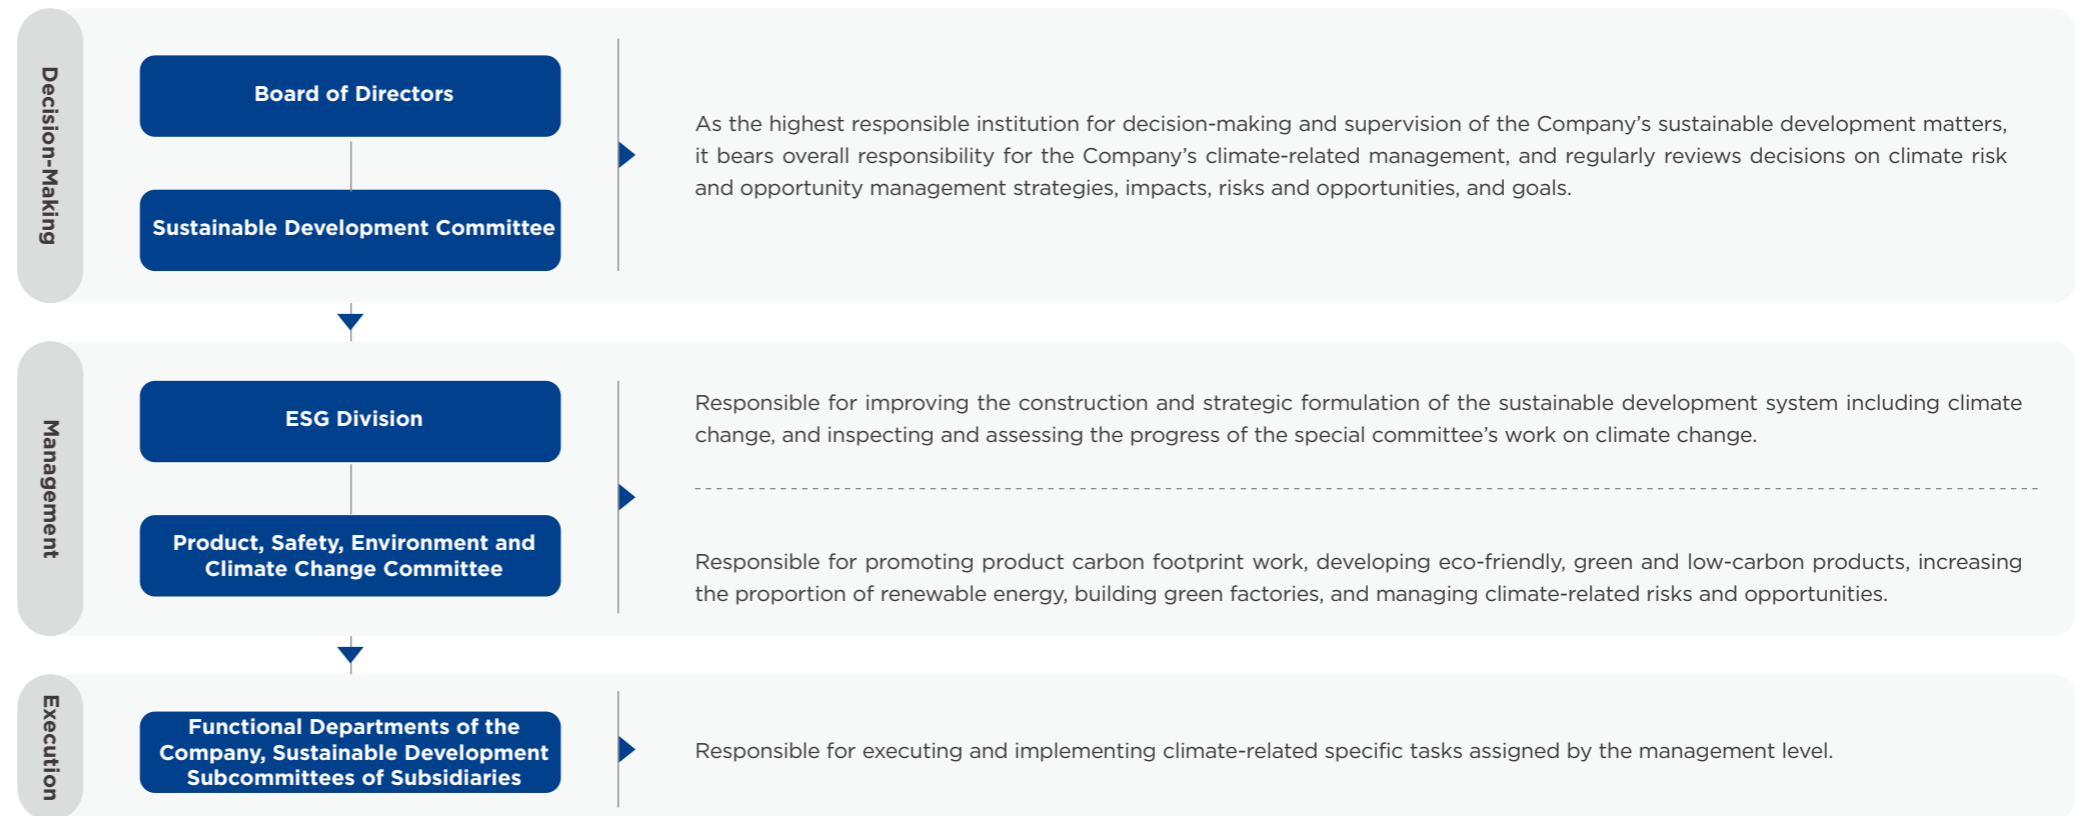 Decision-Making
Board of Directors
Sustainable Development Committee
As the highest responsible institution for decision-making and supervision of the Company’s sustainable development matters,
it bears overall responsibility for the Company’s climate-related management, and regularly reviews decisions on climate risk
and opportunity management strategies, impacts, risks and opportunities, and goals.
Management
ESG Division
Responsible for improving the construction and strategic formulation of the sustainable development system including climate
change, and inspecting and assessing the progress of the special committee’s work on climate change.
Product, Safety, Environment and
Climate Change Committee
Responsible for promoting product carbon footprint work, developing eco-friendly, green and low-carbon products, increasing
the proportion of renewable energy, building green factories, and managing climate-related risks and opportunities.
Execution
Functional Departments of the
Company, Sustainable Development
Subcommittees of Subsidiaries
Responsible for executing and implementing climate-related specific tasks assigned by the management level.